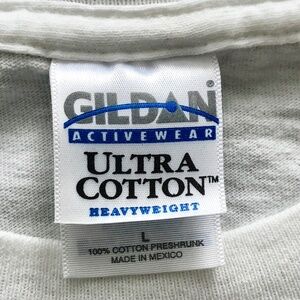 GILDAN
ACTIVEWEAR
ULTRA
COTTON™
HEAVYWEIGHT
L
100% COTTON PRESHRUNK
MADE IN MEXICO